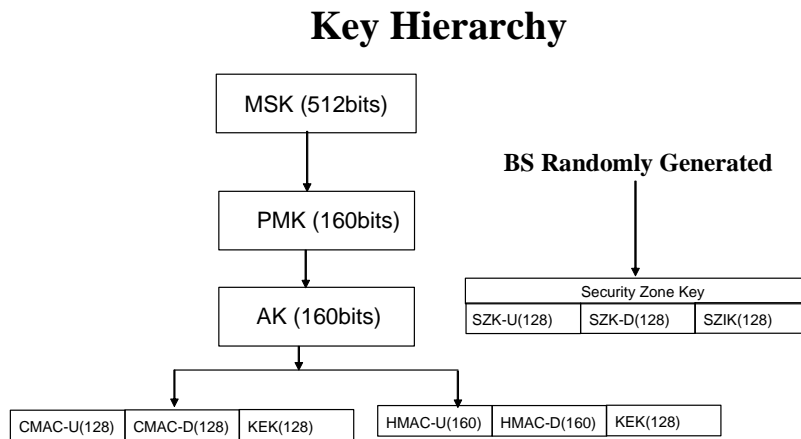 Key Hierarchy
MSK (512bits)
BS Randomly Generated
PMK (160bits)
Security Zone Key
AK (160bits)
SZK-U(128) SZK-D(128) SZIK(128)
CMAC-U(128) CMAC-D(128) KEK(128)
HMAC-U(160) HMAC-D(160) KEK(128)